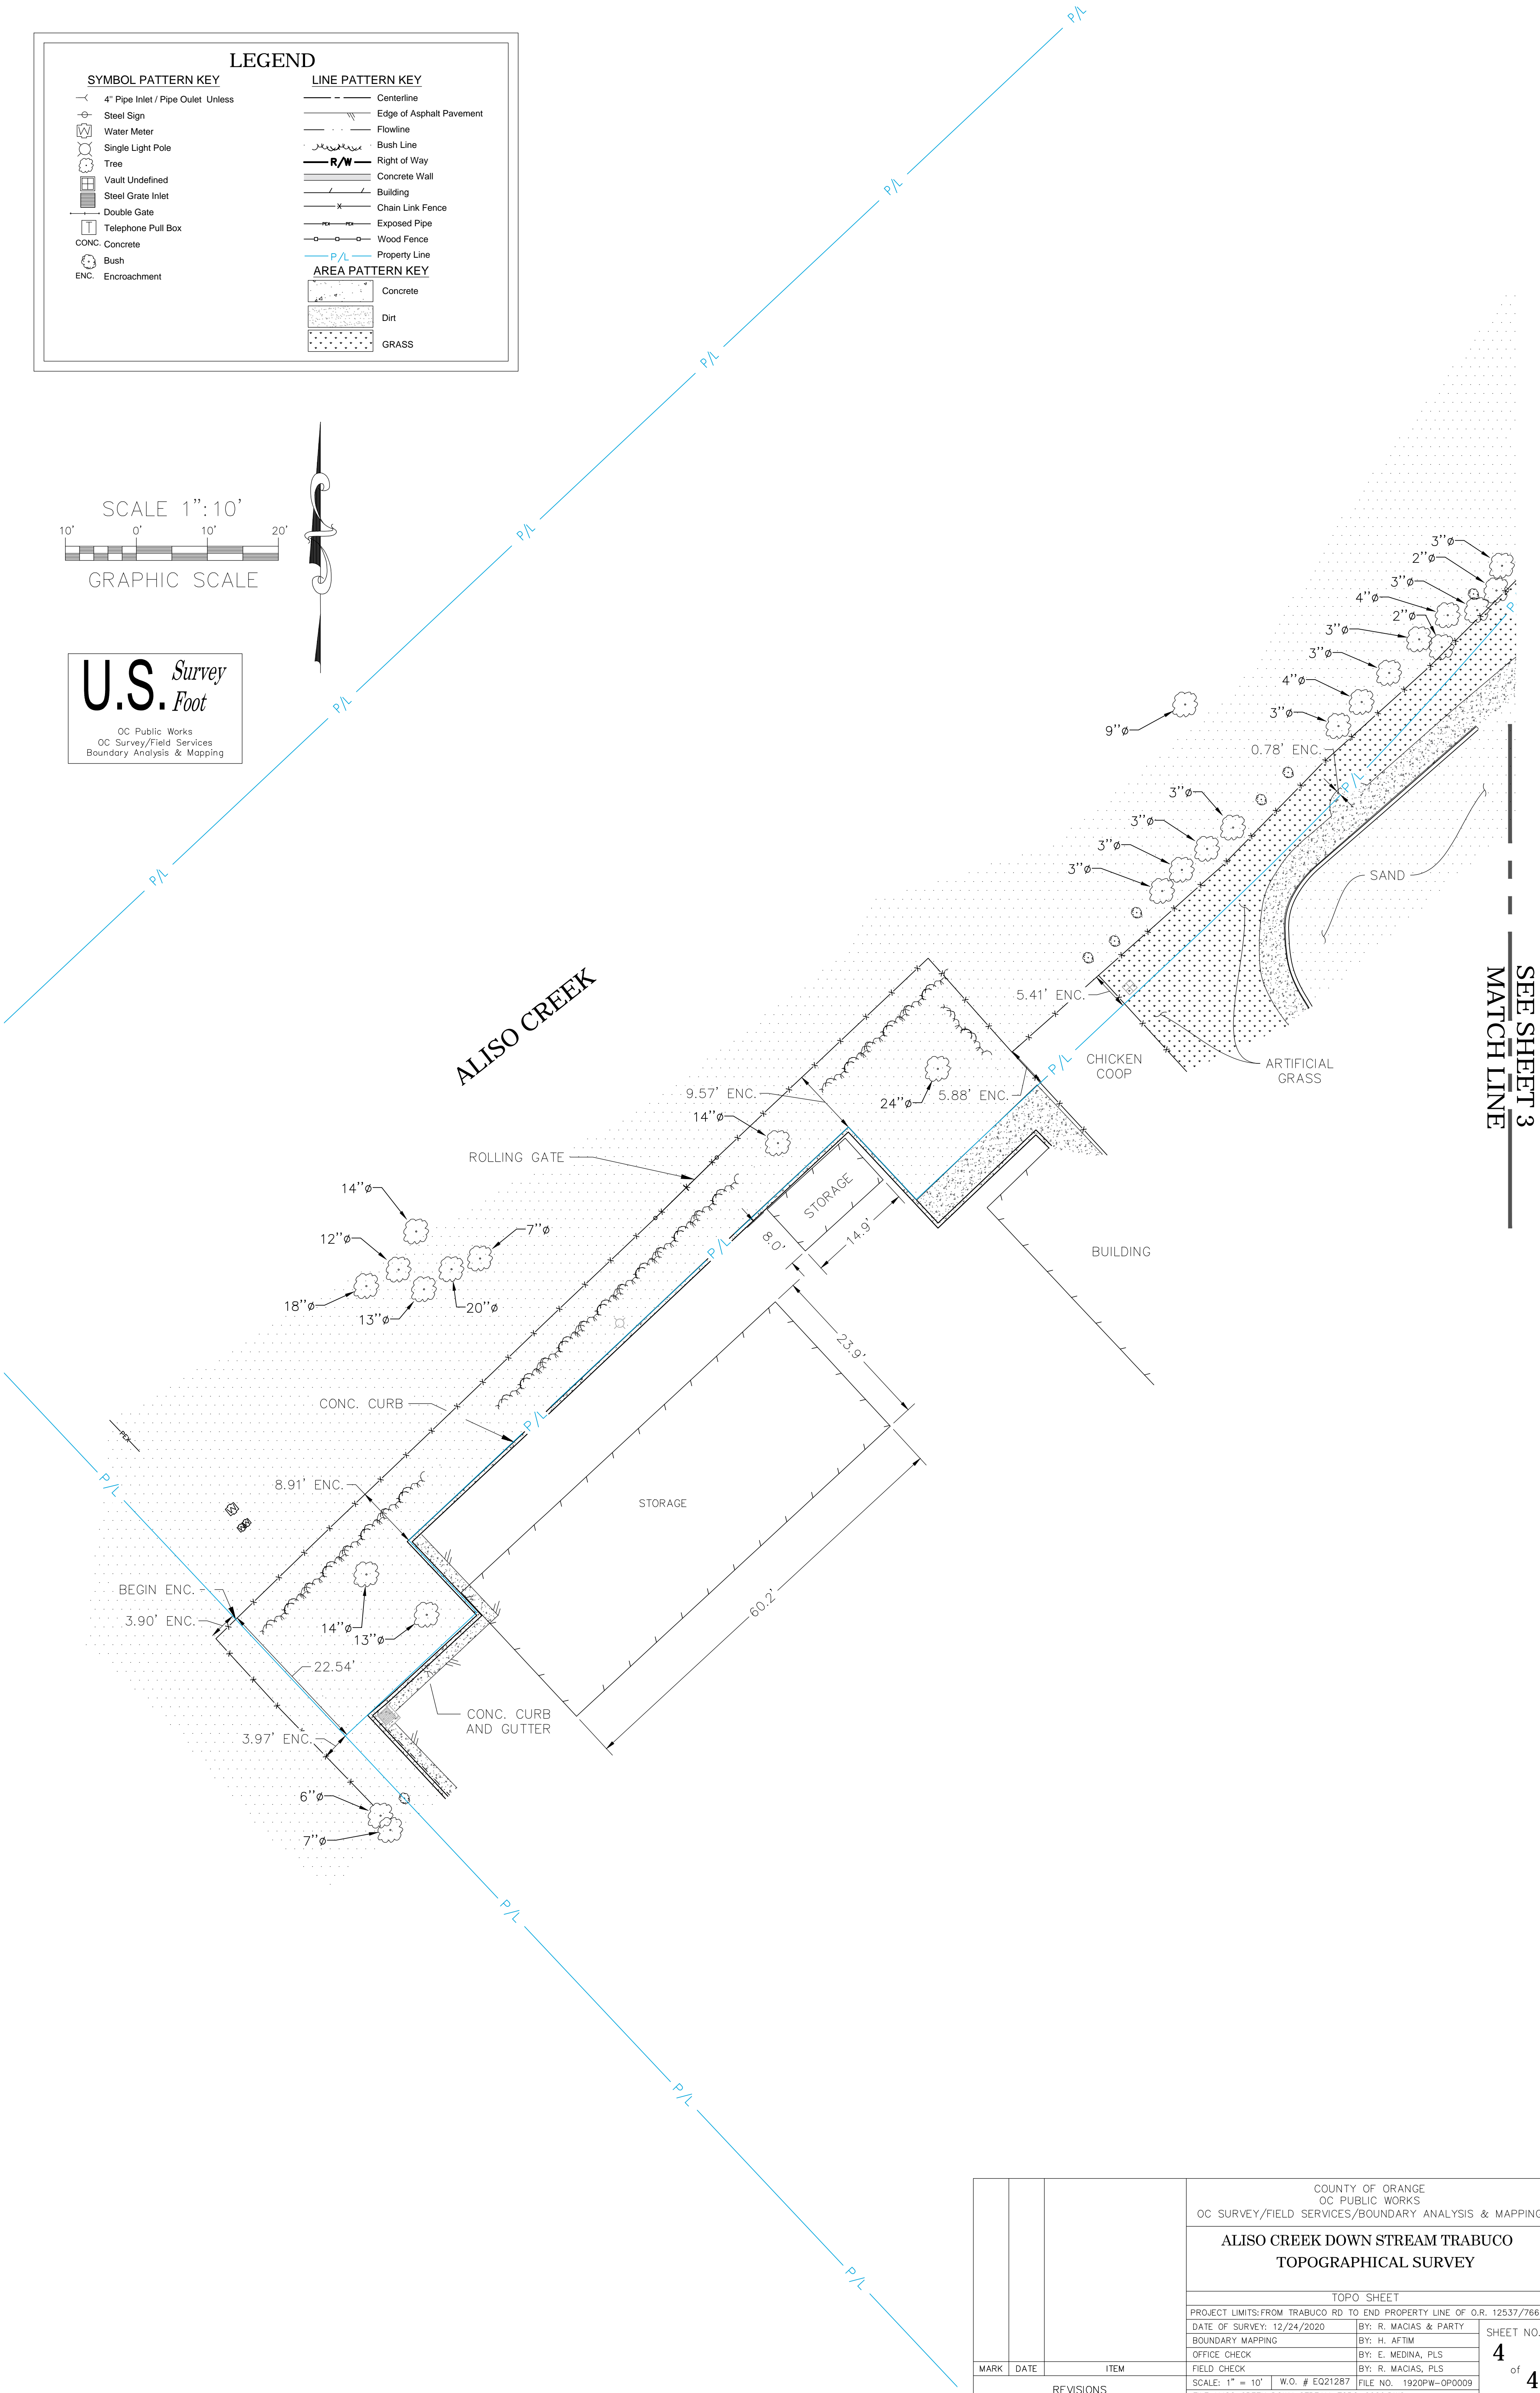 LEGEND
SYMBOL PATTERN KEY
4" Pipe Inlet / Pipe Oulet Unless
Steel Sign
Water Meter
Single Light Pole
Tree
Vault Undefined
Steel Grate Inlet
Double Gate
T Telephone Pull Box
CONC. Concrete
Bush
ENC. Encroachment
LINE PATTERN KEY
Centerline
Edge of Asphalt Pavement
Flowline
Bush Line
R/W Right of Way
Concrete Wall
Building
Chain Link Fence
Exposed Pipe
Wood Fence
P/L Property Line
AREA PATTERN KEY
Concrete
Dirt
GRASS
SCALE 1":10'
10' 0' 10' 20'
GRAPHIC SCALE
U.S. Survey
Foot
OC Public Works
OC Survey/Field Services
Boundary Analysis & Mapping
P/L
P/L
P/L
P/L
P/L
P/L
3"ø
2"ø
3"ø
4"ø
2"ø
3"ø
3"ø
4"ø
3"ø
9"ø
0.78' ENC.
P/L
3"ø
3"ø
3"ø
3"ø
SAND
SEE SHEET 3
MATCH LINE
ALISO CREEK
5.41' ENC.
P/L
CHICKEN
COOP
ARTIFICIAL
GRASS
9.57' ENC.
24"ø
5.88' ENC.
14"ø
ROLLING GATE
STORAGE
14.9'
8.0'
P/L
BUILDING
14"ø
12"ø
7"ø
18"ø
13"ø
20"ø
23.9'
CONC. CURB
P/L
P/L
8.91' ENC.
STORAGE
BEGIN ENC.
3.90' ENC.
14"ø
13"ø
60.2'
22.54'
CONC. CURB
AND GUTTER
3.97' ENC.
6"ø
7"ø
P/L
P/L
P/L
COUNTY OF ORANGE
OC PUBLIC WORKS
OC SURVEY/FIELD SERVICES/BOUNDARY ANALYSIS & MAPPING
ALISO CREEK DOWN STREAM TRABUCO
TOPOGRAPHICAL SURVEY
TOPO SHEET
PROJECT LIMITS: FROM TRABUCO RD TO END PROPERTY LINE OF O.R. 12537/766
DATE OF SURVEY: 12/24/2020 BY: R. MACIAS & PARTY
BOUNDARY MAPPING BY: H. AFTIM
OFFICE CHECK BY: E. MEDINA, PLS
FIELD CHECK BY: R. MACIAS, PLS
SCALE: 1" = 10' W.O. # EQ21287 FILE NO. 1920PW-OP0009
SHEET NO.
4 of 4
MARK DATE ITEM
REVISIONS